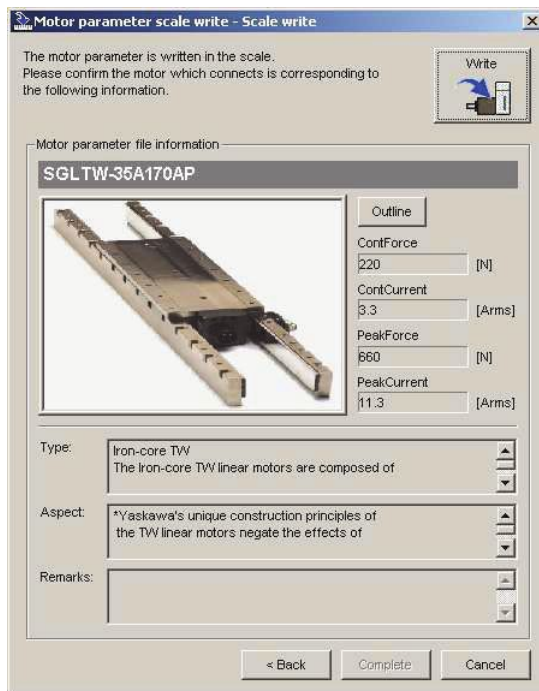 Motor parameter scale write - Scale write
The motor parameter is written in the scale.
Please confirm the motor which connects is corresponding to
the following information.
Write
Motor parameter file information
SGLTW-35A170AP
Outline
ContForce
220 [N]
ContCurrent
3.3 [Arms]
PeakForce
660 [N]
PeakCurrent
11.3 [Arms]
Type:
Iron-core TW
The Iron-core TW linear motors are composed of
Aspect:
*Yaskawa's unique construction principles of
the TW linear motors negate the effects of
Remarks:
< Back
Complete
Cancel